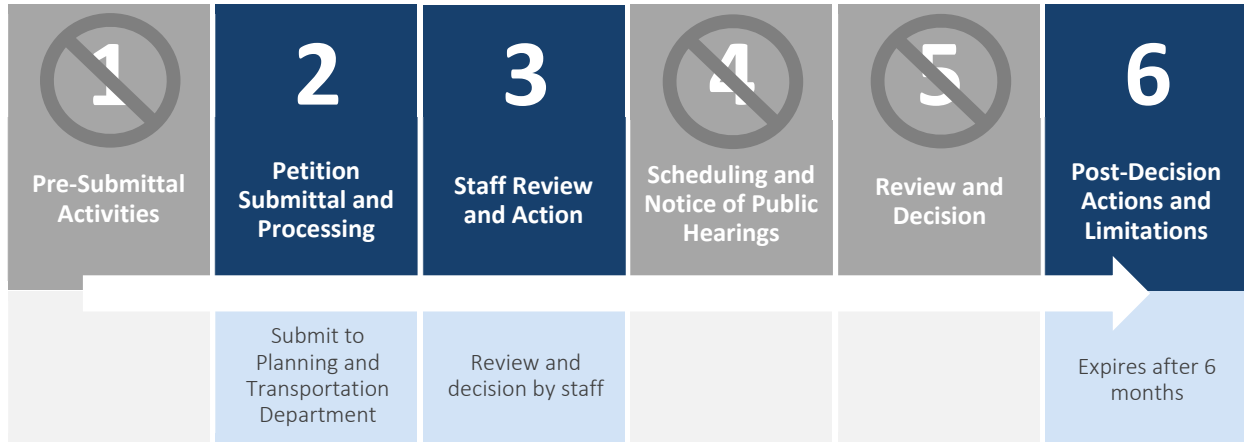 1
Pre-Submittal
Activities
2
Petition
Submittal and
Processing
3
Staff Review
and Action
4
Scheduling and
Notice of Public
Hearings
5
Review and
Decision
6
Post-Decision
Actions and
Limitations
Submit to
Planning and
Transportation
Department
Review and
decision by staff
Expires after 6
months